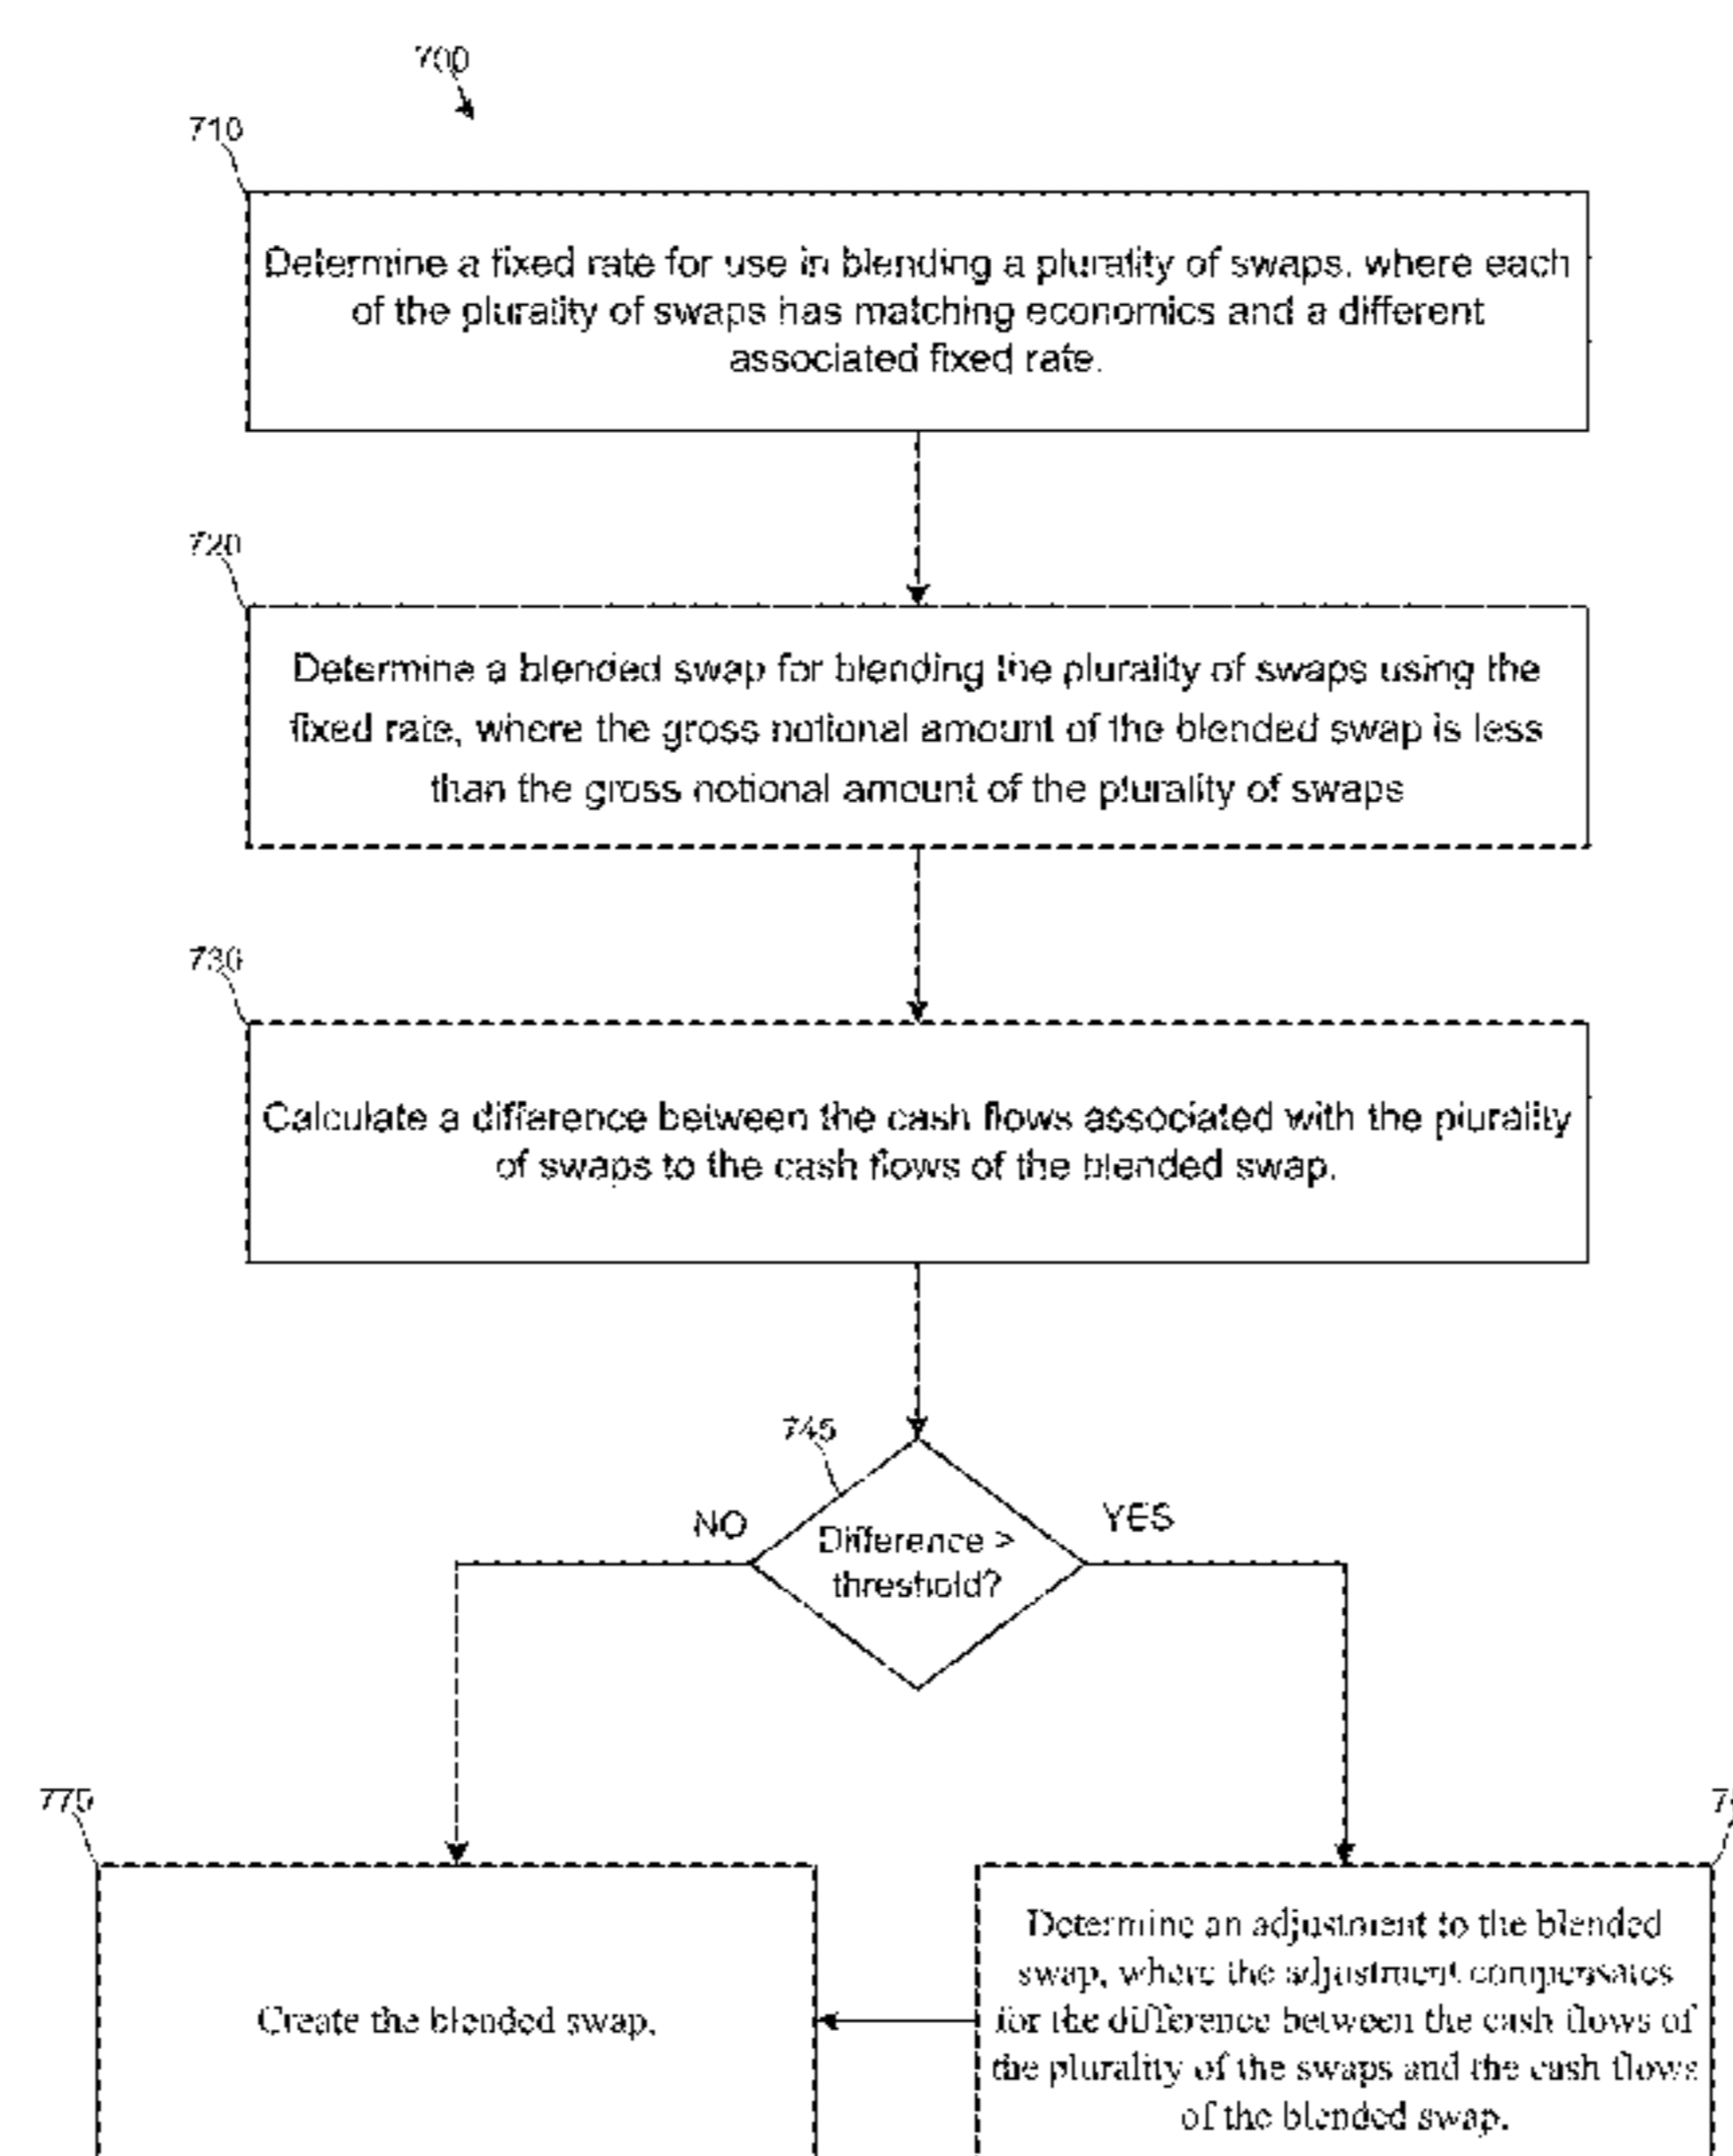 700
710
Determine a fixed rate for use in blending a plurality of swaps, where each
of the plurality of swaps has matching economics and a different
associated fixed rate.
720
Determine a blended swap for blending the plurality of swaps using the
fixed rate, where the gross notional amount of the blended swap is less
than the gross notional amount of the plurality of swaps
730
Calculate a difference between the cash flows associated with the plurality
of swaps to the cash flows of the blended swap.
745
NO
Difference >
threshold?
YES
770
Create the blended swap.
Determine an adjustment to the blended
swap, where the adjustment compensates
for the difference between the cash flows of
the plurality of the swaps and the cash flows
of the blended swap.